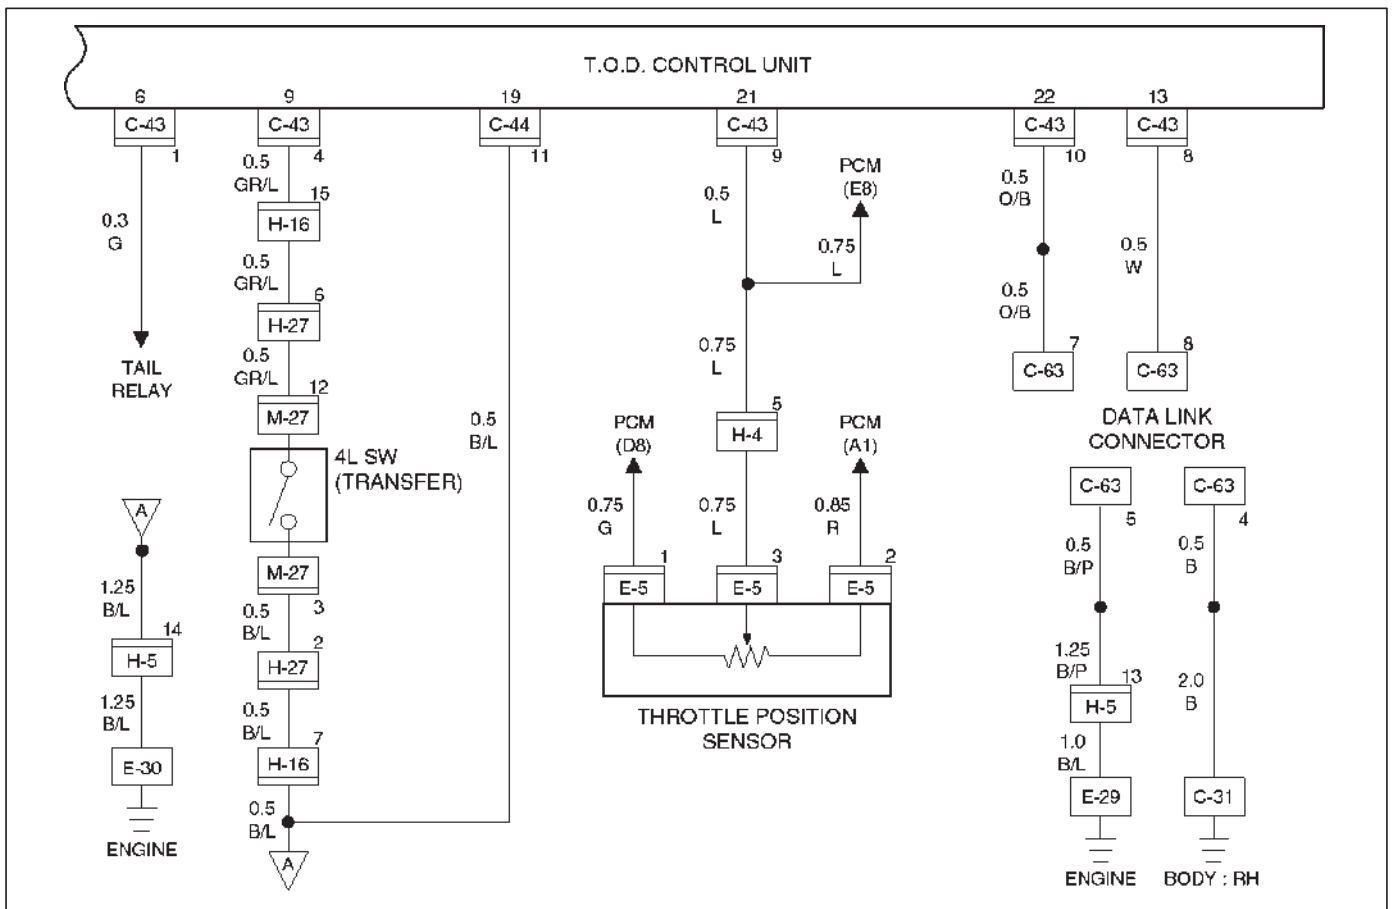 T.O.D. CONTROL UNIT
6 9 19 21 22 13
C-43 C-43 C-44 C-43 C-43 C-43
1 4 11 9 10 8
0.3
G
TAIL
RELAY
0.5
GR/L
15
H-16
0.5
GR/L
6
H-27
0.5
GR/L
12
M-27
4L SW
(TRANSFER)
M-27
3
0.5
B/L
2
H-27
0.5
B/L
7
H-16
0.5
B/L
A
0.5
B/L
A
1.25
B/L
14
H-5
1.25
B/L
E-30
ENGINE
0.5
L
PCM
(E8)
0.75
L
0.75
L
5
H-4
PCM
(D8)
PCM
(A1)
0.75
G
0.75
L
0.85
R
1 3 2
E-5 E-5 E-5
THROTTLE POSITION
SENSOR
0.5
O/B
0.5
O/B
7
C-63
0.5
W
8
C-63
DATA LINK
CONNECTOR
C-63
5
0.5
B/P
1.25
B/P
13
H-5
1.0
B/L
E-29
ENGINE
C-63
4
0.5
B
2.0
B
C-31
BODY : RH